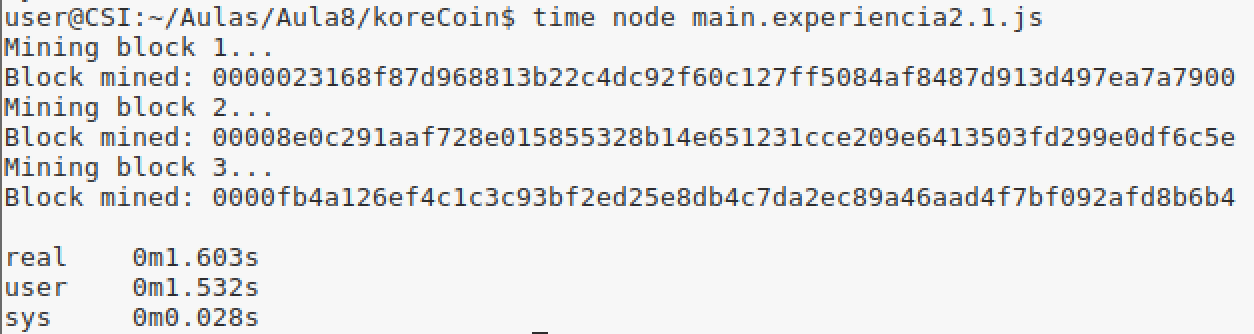 user@CSI:~/Aulas/Aula8/koreCoin$ time node main.experiencia2.1.js
Mining block 1...
Block mined: 0000023168f87d968813b22c4dc92f60c127ff5084af8487d913d497ea7a7900
Mining block 2...
Block mined: 00008e0c291aaf728e015855328b14e651231cce209e6413503fd299e0df6c5e
Mining block 3...
Block mined: 0000fb4a126ef4c1c3c93bf2ed25e8db4c7da2ec89a46aad4f7bf092afd8b6b4
real 0m1.603s
user 0m1.532s
sys 0m0.028s